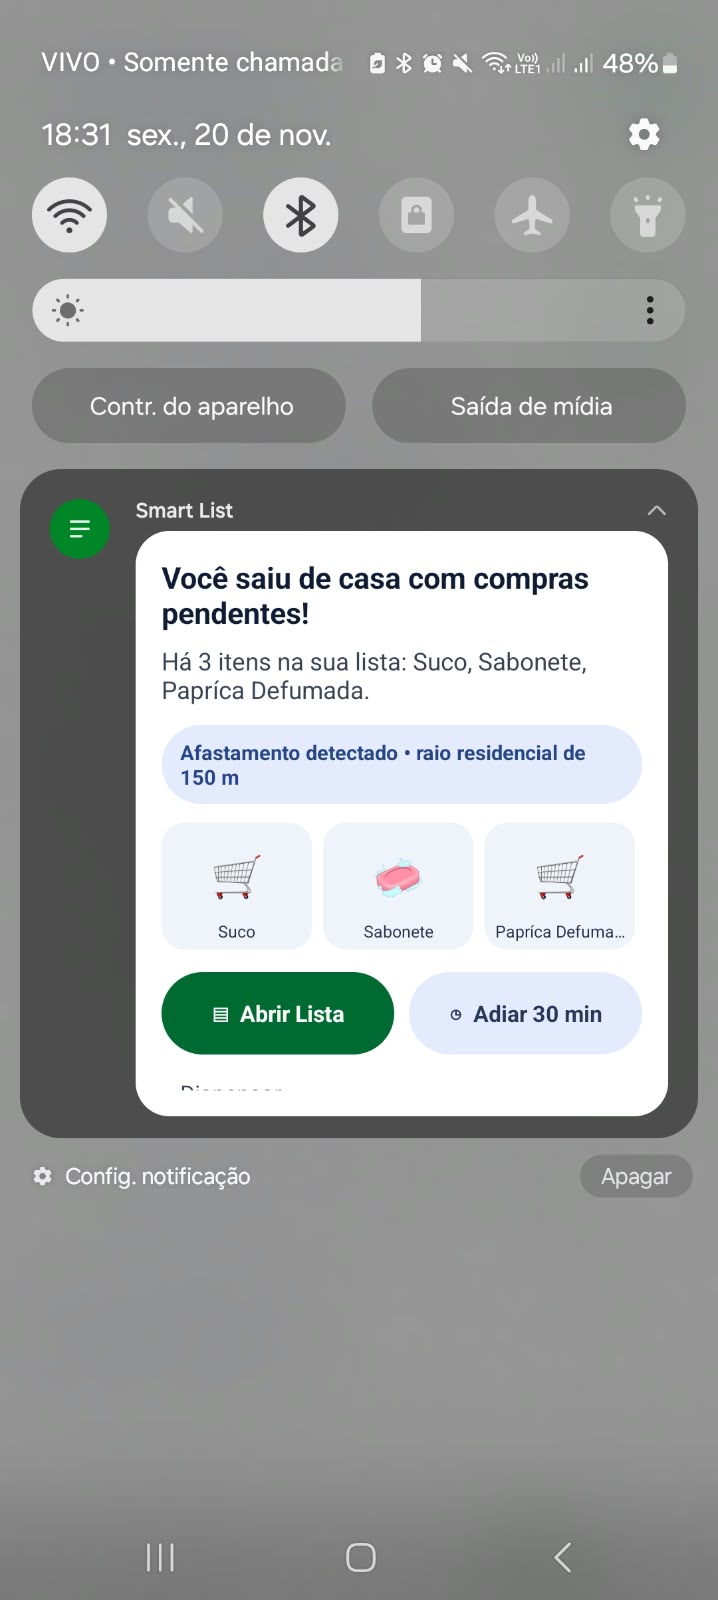 VIVO • Somente chamada
Vo))
LTE1
48%
18:31 sex., 20 de nov.
Contr. do aparelho
Saída de mídia
Smart List
Você saiu de casa com compras
pendentes!
Há 3 itens na sua lista: Suco, Sabonete,
Papríca Defumada.
Afastamento detectado • raio residencial de
150 m
Suco
Sabonete
Papríca Defuma...
Abrir Lista
Adiar 30 min
Config. notificação
Apagar